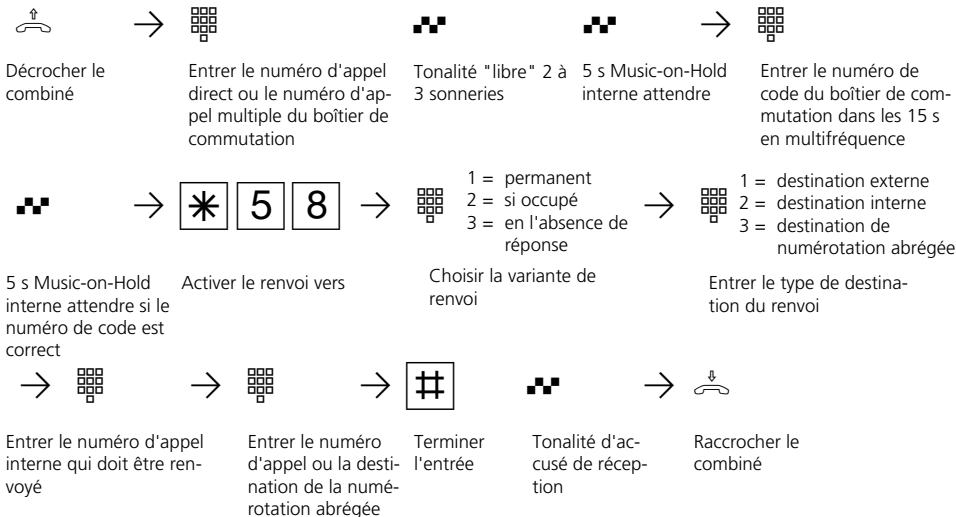 Décrocher le
combiné
Entrer le numéro d'appel
direct ou le numéro d'ap-
pel multiple du boîtier de
commutation
Tonalité "libre" 2 à
3 sonneries
5 s Music-on-Hold
interne attendre
Entrer le numéro de
code du boîtier de com-
mutation dans les 15 s
en multifréquence
5 s Music-on-Hold
interne attendre si le
numéro de code est
correct
* 5 8
Activer le renvoi vers
1 = permanent
2 = si occupé
3 = en l'absence de
réponse
Choisir la variante de
renvoi
1 = destination externe
2 = destination interne
3 = destination de
numérotation abrégée
Entrer le type de destina-
tion du renvoi
Entrer le numéro d'appel
interne qui doit être ren-
voyé
Entrer le numéro
d'appel ou la desti-
nation de la numé-
rotation abrégée
#
Terminer
l'entrée
Tonalité d'ac-
cusé de récep-
tion
Raccrocher le
combiné